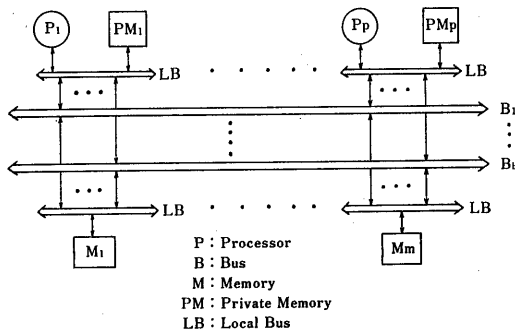 P1 PM1 Pp PMp
LB LB
B1
Bb
LB LB
M1 Mm
P : Processor
B : Bus
M : Memory
PM : Private Memory
LB : Local Bus